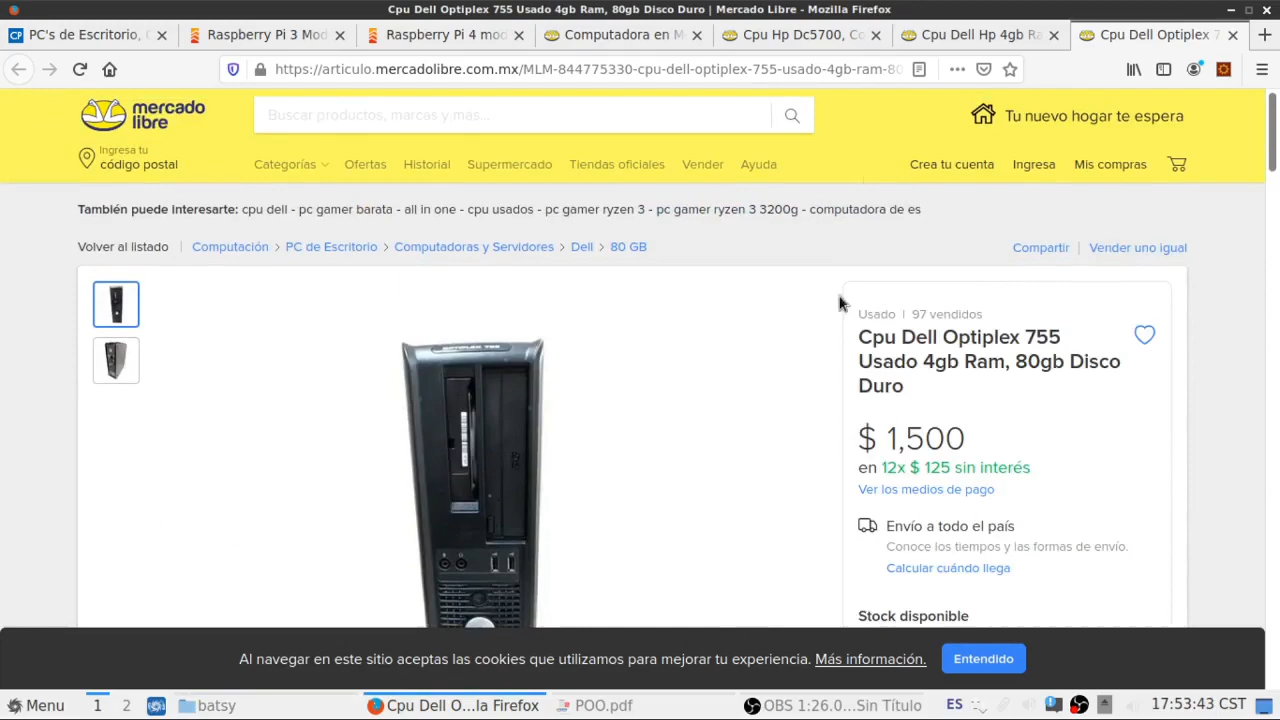 Cpu Dell Optiplex 755 Usado 4gb Ram, 80gb Disco Duro | Mercado Libre - Mozilla Firefox
PC's de Escritorio, C
Raspberry Pi 3 Mod
Raspberry Pi 4 mo
Computadora en M
Cpu Hp Dc5700, Co
Cpu Dell Hp 4gb Ra
Cpu Dell Optiplex 7
https://articulo.mercadolibre.com.mx/MLM-844775330-cpu-dell-optiplex-755-usado-4gb-ram-80
mercado
libre
Buscar productos, marcas y más...
Tu nuevo hogar te espera
Ingresa tu
código postal
Categorías
Ofertas
Historial
Supermercado
Tiendas oficiales
Vender
Ayuda
Crea tu cuenta
Ingresa
Mis compras
También puede interesarte: cpu dell - pc gamer barata - all in one - cpu usados - pc gamer ryzen 3 - pc gamer ryzen 3 3200g - computadora de es
Volver al listado
Computación > PC de Escritorio > Computadoras y Servidores > Dell > 80 GB
Compartir | Vender uno igual
Usado | 97 vendidos
Cpu Dell Optiplex 755
Usado 4gb Ram, 80gb Disco
Duro
$ 1,500
en 12x $ 125 sin interés
Ver los medios de pago
Envío a todo el país
Conoce los tiempos y las formas de envío.
Calcular cuándo llega
Stock disponible
OPTIPLEX 755
Al navegar en este sitio aceptas las cookies que utilizamos para mejorar tu experiencia. Más información.
Entendido
Menu
1
2
batsy
Cpu Dell O...la Firefox
POO.pdf
OBS 1:26.0...Sin Título
ES
17:53:43 CST